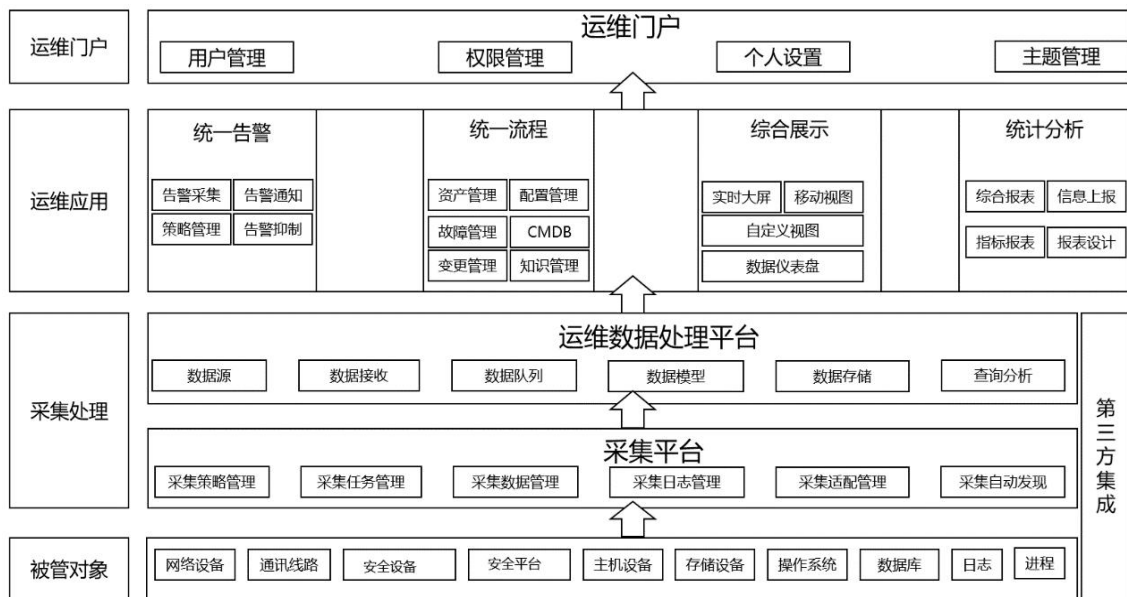 运维门户
运维门户
用户管理 权限管理 个人设置 主题管理
运维应用
统一告警 统一流程 综合展示 统计分析
告警采集 告警通知
策略管理 告警抑制
资产管理 配置管理
故障管理 CMDB
变更管理 知识管理
实时大屏 移动视图
自定义视图
数据仪表盘
综合报表 信息上报
指标报表 报表设计
采集处理
运维数据处理平台
数据源 数据接收 数据队列 数据模型 数据存储 查询分析
采集平台
采集策略管理 采集任务管理 采集数据管理 采集日志管理 采集适配管理 采集自动发现
第三方集成
被管对象
网络设备 通讯线路 安全设备 安全平台 主机设备 存储设备 操作系统 数据库 日志 进程